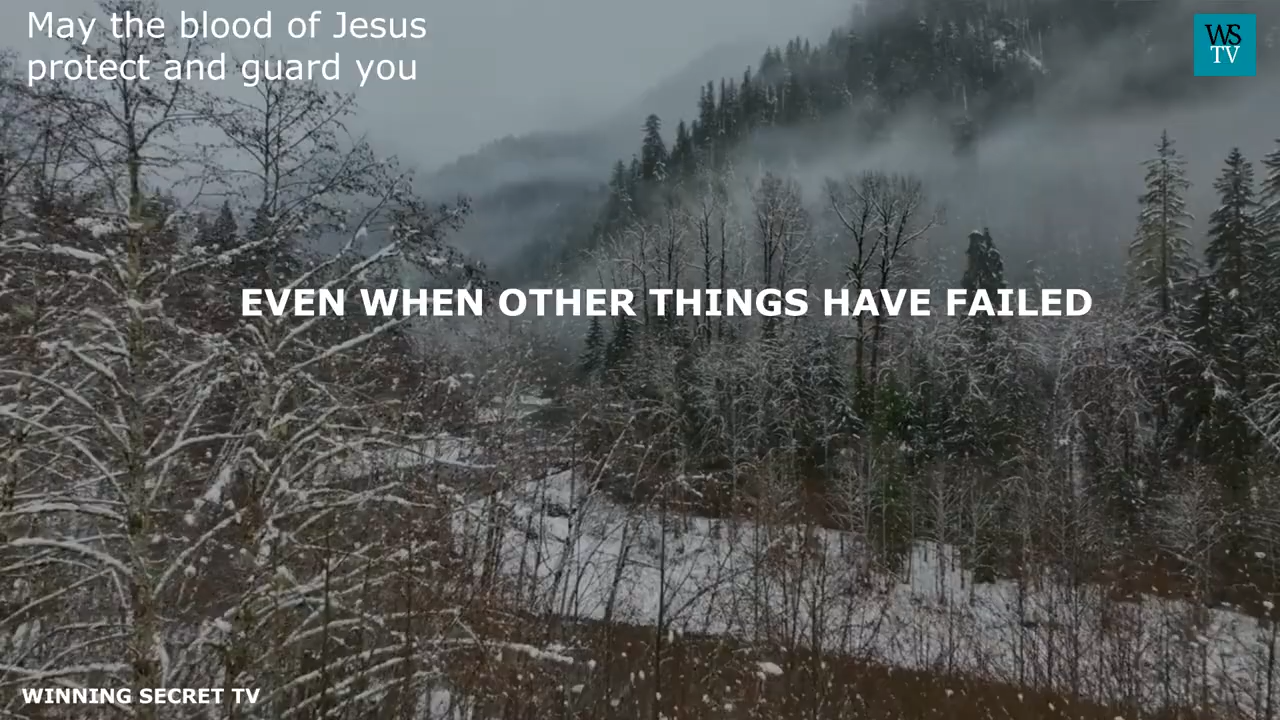 May the blood of Jesus
protect and guard you
WS
TV
EVEN WHEN OTHER THINGS HAVE FAILED
WINNING SECRET TV